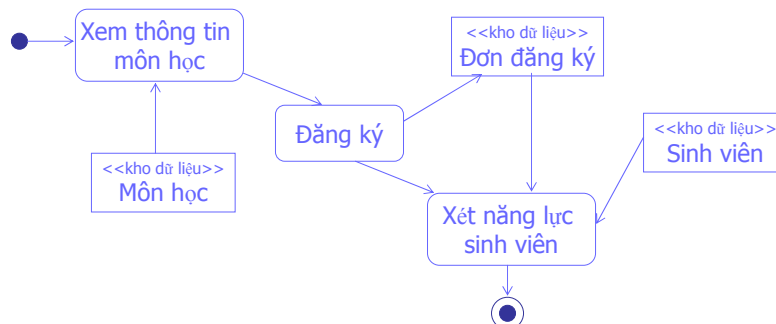 Xem thông tin
môn học
<<kho dữ liệu>>
Đơn đăng ký
Đăng ký
<<kho dữ liệu>>
Sinh viên
<<kho dữ liệu>>
Môn học
Xét năng lực
sinh viên